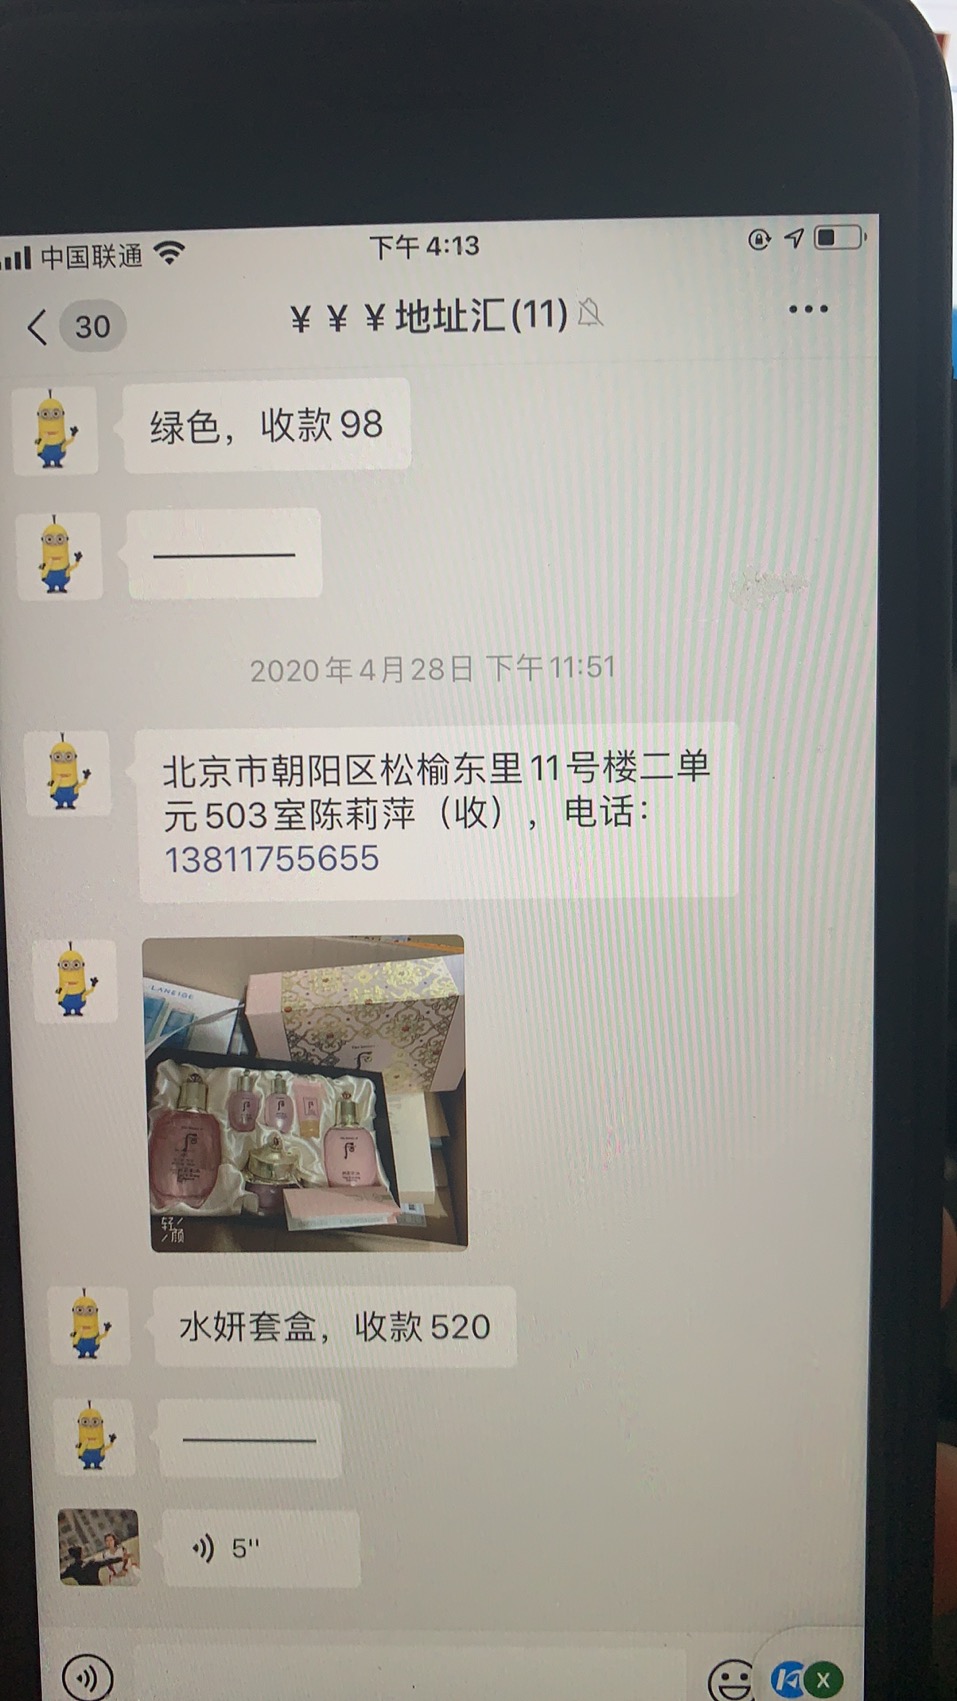 中国联通
下午 4:13
30
¥ ¥ ¥ 地址汇(11)
绿色，收款 98
2020年4月28日 下午 11:51
北京市朝阳区松榆东里 11 号楼二单
元 503 室陈莉萍（收），电话：
13811755655
LANEIGE
轻
颜
水妍套盒，收款 520
5"
X